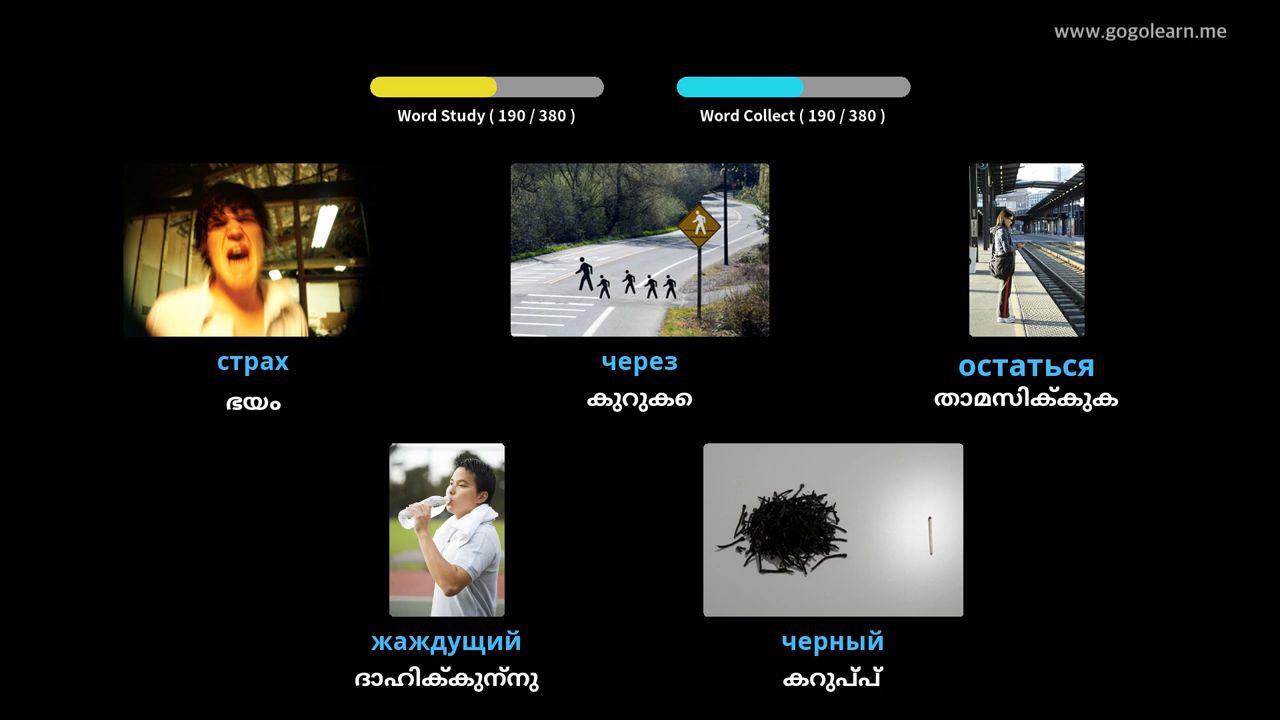 www.gogolearn.me
Word Study ( 190 / 380 )
Word Collect ( 190 / 380 )
страх
ഭയം
через
കുറുകെ
остаться
താമസിക്കുക
жаждущий
ദാഹിക്കുന്നു
черный
കറുപ്പ്